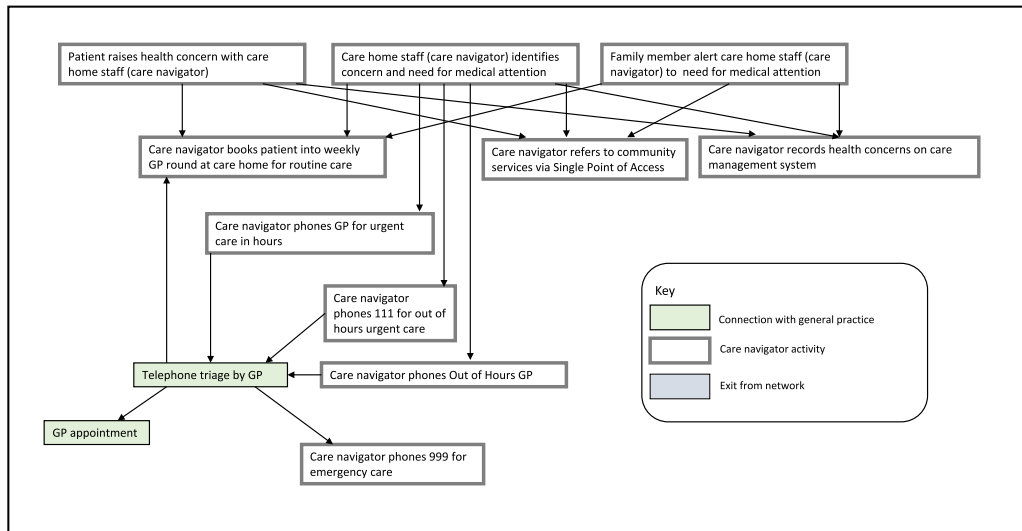 Patient raises health concern with care
home staff (care navigator)
Care home staff (care navigator) identifies
concern and need for medical attention
Family member alert care home staff (care
navigator) to need for medical attention
Care navigator books patient into weekly
GP round at care home for routine care
Care navigator refers to community
services via Single Point of Access
Care navigator records health concerns on care
management system
Care navigator phones GP for urgent
care in hours
Care navigator
phones 111 for out of
hours urgent care
Telephone triage by GP
Care navigator phones Out of Hours GP
GP appointment
Care navigator phones 999 for
emergency care
Key
Connection with general practice
Care navigator activity
Exit from network